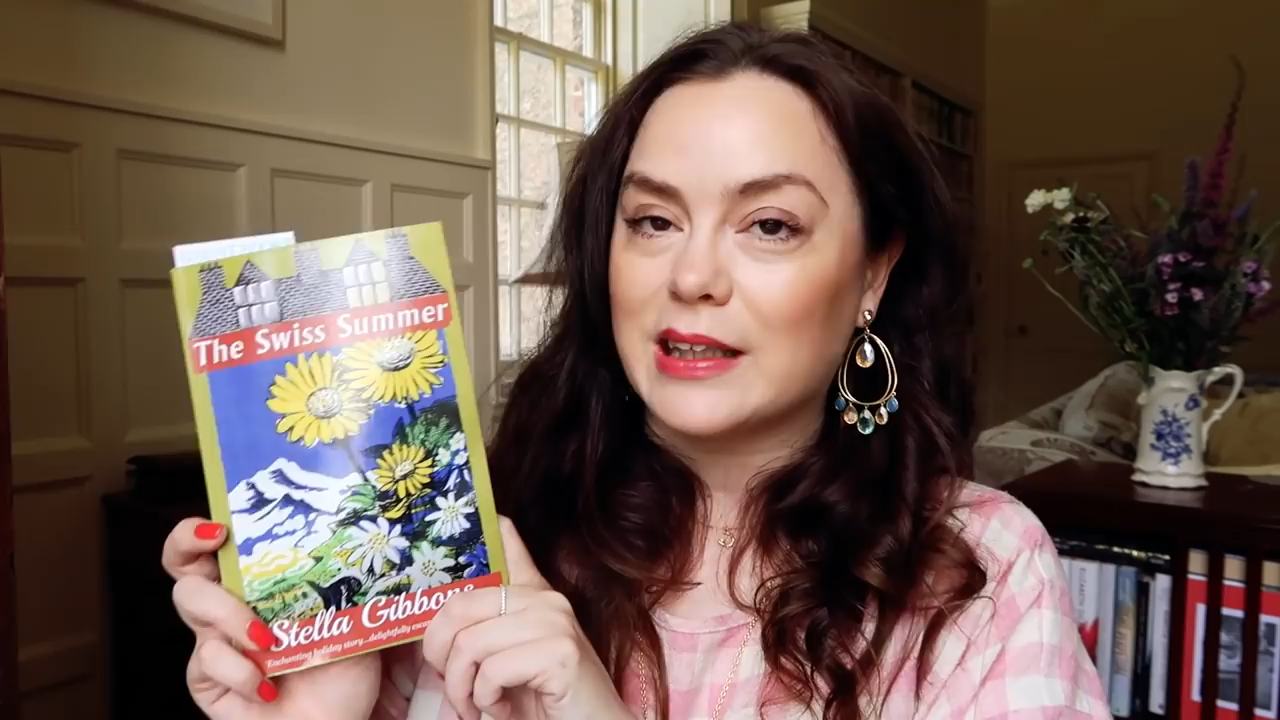 The Swiss Summer
Stella Gibbons
'Enchanting holiday story...delightfully